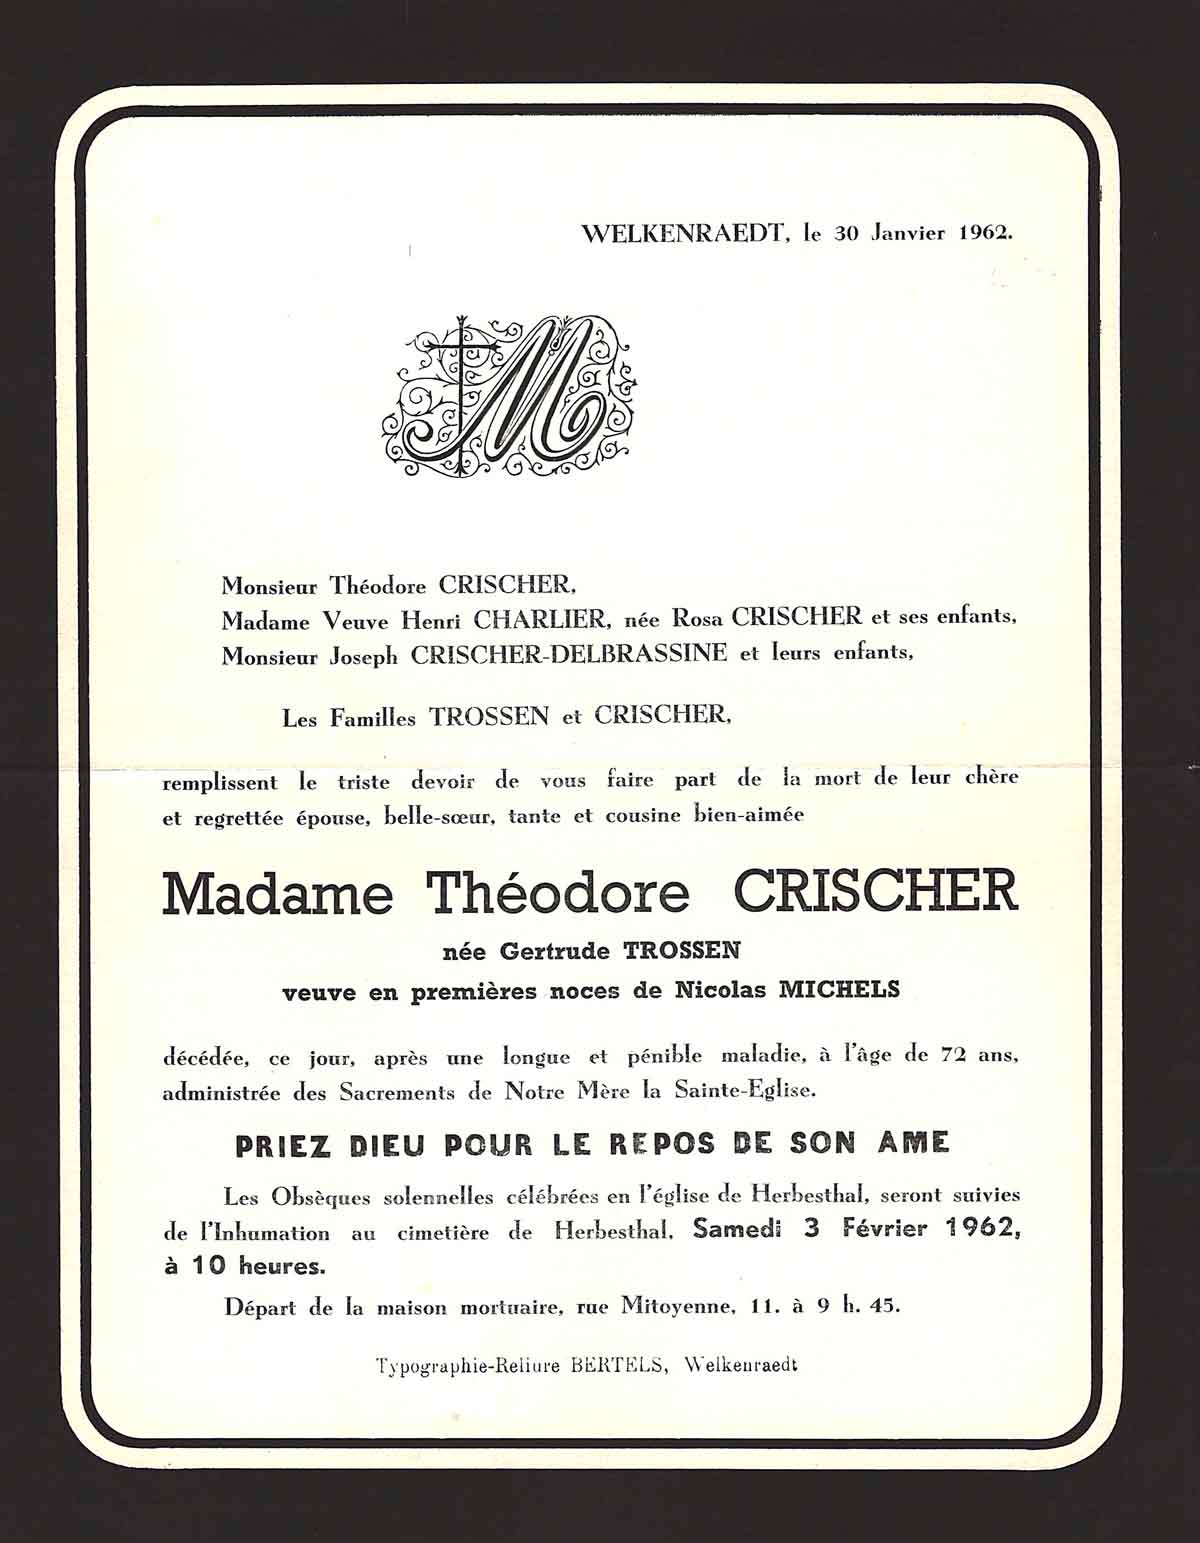 WELKENRAEDT, le 30 Janvier 1962.
M
Monsieur Théodore CRISCHER,
Madame Veuve Henri CHARLIER, née Rosa CRISCHER et ses enfants,
Monsieur Joseph CRISCHER-DELBRASSINE et leurs enfants,
Les Familles TROSSEN et CRISCHER,
remplissent le triste devoir de vous faire part de la mort de leur chère
et regrettée épouse, belle-sœur, tante et cousine bien-aimée
Madame Théodore CRISCHER
née Gertrude TROSSEN
veuve en premières noces de Nicolas MICHELS
décédée, ce jour, après une longue et pénible maladie, à l'âge de 72 ans,
administrée des Sacrements de Notre Mère la Sainte-Eglise.
PRIEZ DIEU POUR LE REPOS DE SON AME
Les Obsèques solennelles célébrées en l'église de Herbesthal, seront suivies
de l'Inhumation au cimetière de Herbesthal, Samedi 3 Février 1962,
à 10 heures.
Départ de la maison mortuaire, rue Mitoyenne, 11. à 9 h. 45.
Typographie-Reliure BERTELS, Welkenraedt